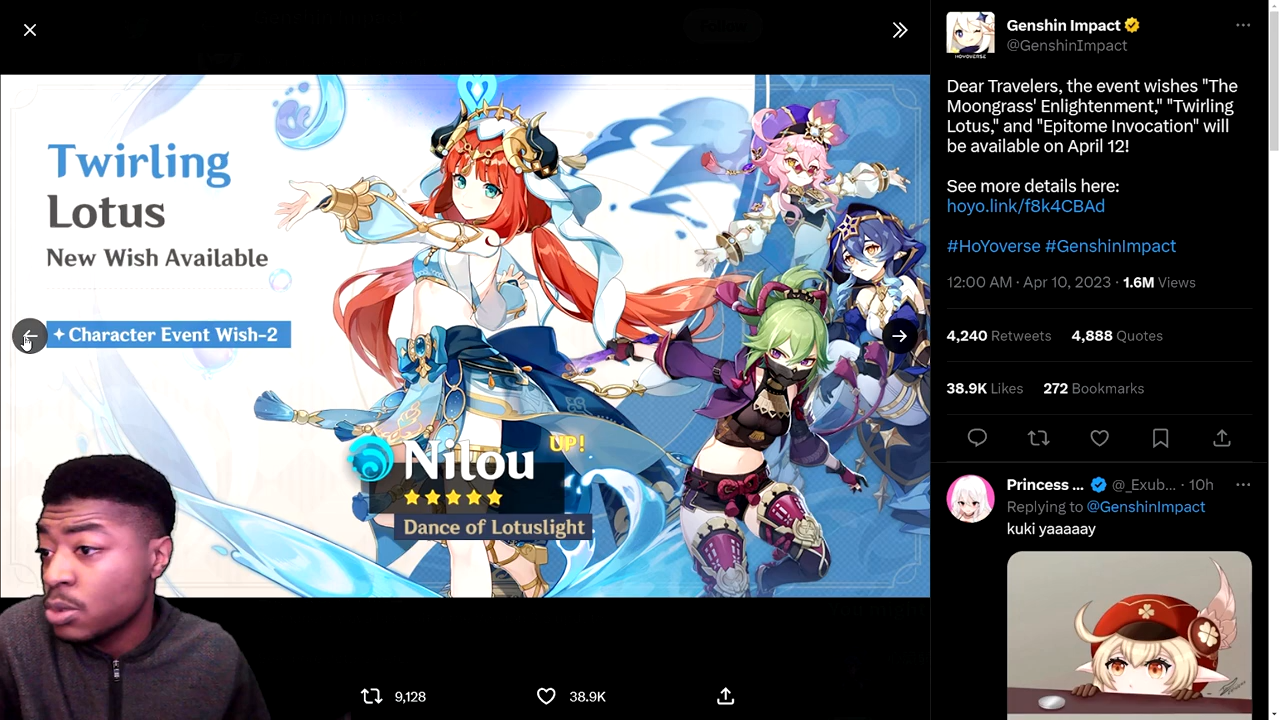 Twirling
Lotus
New Wish Available
Character Event Wish-2
UP!
Nilou
Dance of Lotuslight
9,128
38.9K
Genshin Impact
@GenshinImpact
HOYOVERSE
Dear Travelers, the event wishes "The
Moongrass' Enlightenment," "Twirling
Lotus," and "Epitome Invocation" will
be available on April 12!
See more details here:
hoyo.link/f8k4CBAd
#HoYoverse #GenshinImpact
12:00 AM · Apr 10, 2023 · 1.6M Views
4,240 Retweets 4,888 Quotes
38.9K Likes 272 Bookmarks
Princess ... @_Exub... · 10h
Replying to @GenshinImpact
kuki yaaaaay